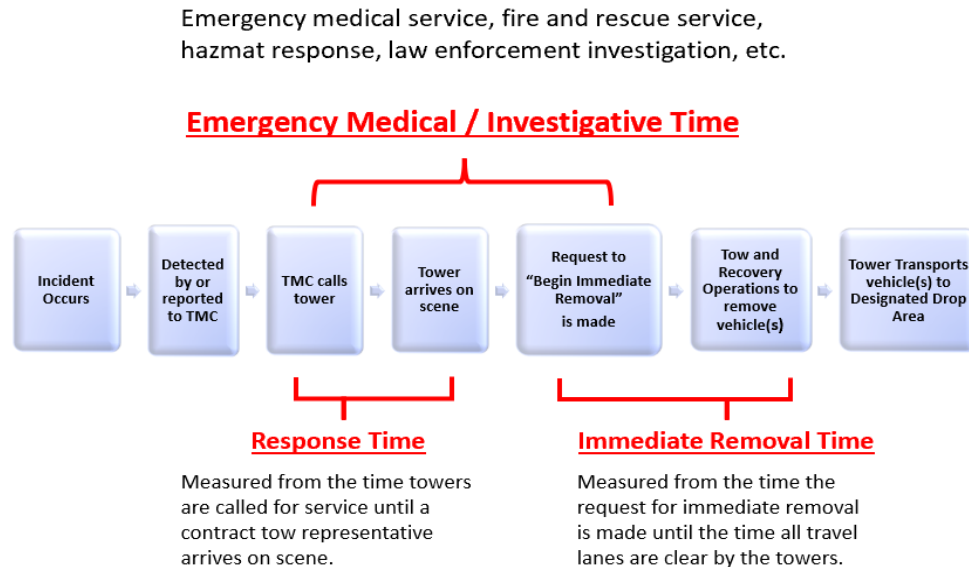 Emergency medical service, fire and rescue service,
hazmat response, law enforcement investigation, etc.
Emergency Medical / Investigative Time
Incident
Occurs
Detected
by or
reported
to TMC
TMC calls
tower
Tower
arrives on
scene
Request to
“Begin Immediate
Removal”
is made
Tow and
Recovery
Operations to
remove
vehicle(s)
Tower Transports
vehicle(s) to
Designated Drop
Area
Response Time
Measured from the time towers
are called for service until a
contract tow representative
arrives on scene.
Immediate Removal Time
Measured from the time the
request for immediate removal
is made until the time all travel
lanes are clear by the towers.